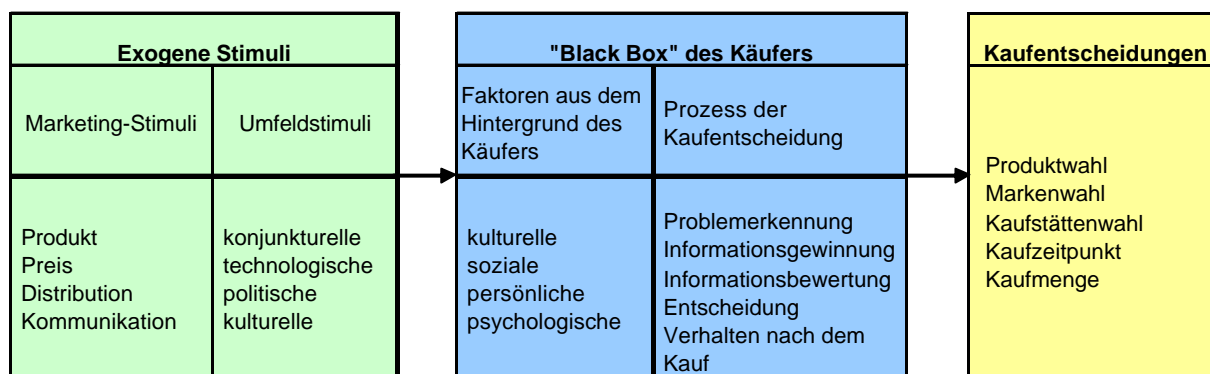 Exogene Stimuli
Marketing-Stimuli
Umfeldstimuli
Produkt
Preis
Distribution
Kommunikation
konjunkturelle
technologische
politische
kulturelle
"Black Box" des Käufers
Faktoren aus dem
Hintergrund des
Käufers
Prozess der
Kaufentscheidung
kulturelle
soziale
persönliche
psychologische
Problemerkennung
Informationsgewinnung
Informationsbewertung
Entscheidung
Verhalten nach dem
Kauf
Kaufentscheidungen
Produktwahl
Markenwahl
Kaufstättenwahl
Kaufzeitpunkt
Kaufmenge